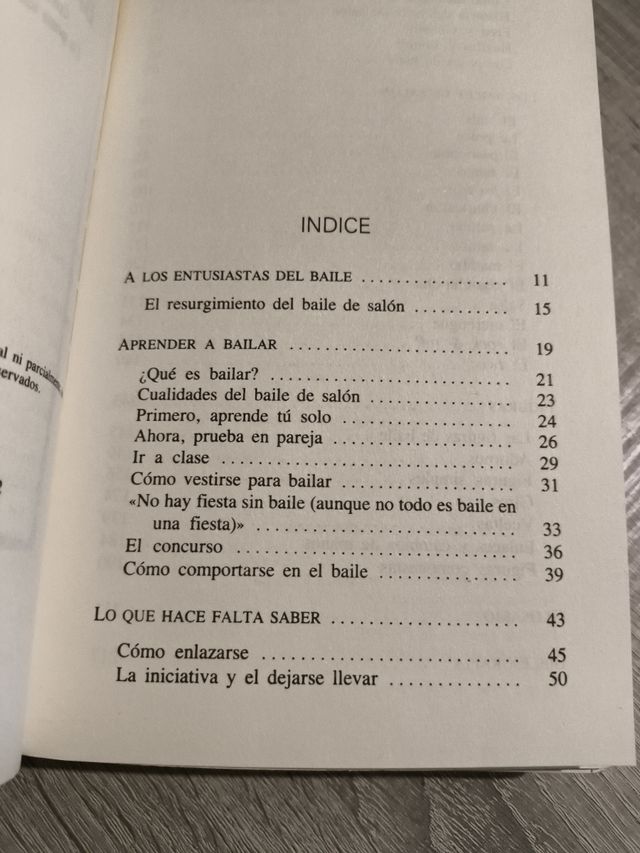 al ni parcialmente,
servados.
INDICE
A LOS ENTUSIASTAS DEL BAILE ................. 11
El resurgimiento del baile de salón ........... 15
APRENDER A BAILAR ......................... 19
¿Qué es bailar? ............................ 21
Cualidades del baile de salón ................. 23
Primero, aprende tú solo ..................... 24
Ahora, prueba en pareja ..................... 26
Ir a clase .................................. 29
Cómo vestirse para bailar .................... 31
«No hay fiesta sin baile (aunque no todo es baile en
una fiesta)» .............................. 33
El concurso ................................ 36
Cómo comportarse en el baile ................ 39
LO QUE HACE FALTA SABER ..................... 43
Cómo enlazarse ............................. 45
La iniciativa y el dejarse llevar .............. 50